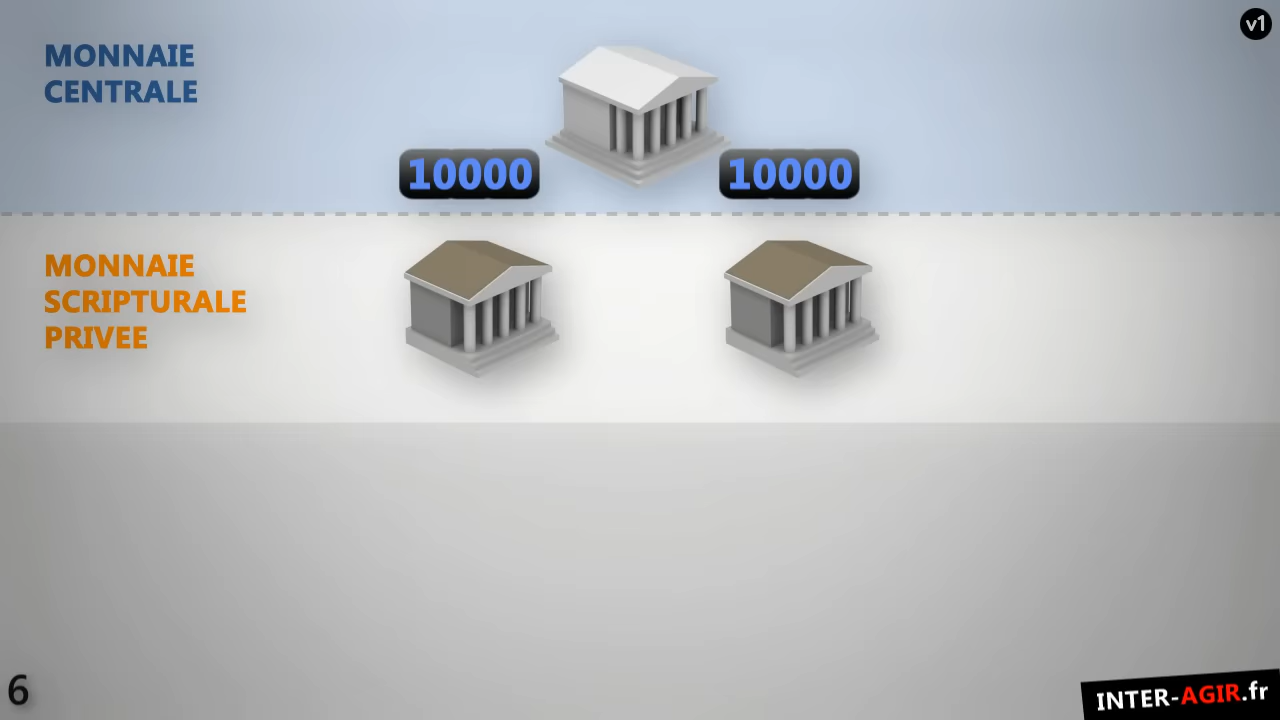 v1
MONNAIE
CENTRALE
10000
10000
MONNAIE
SCRIPTURALE
PRIVEE
6
INTER-AGIR.fr